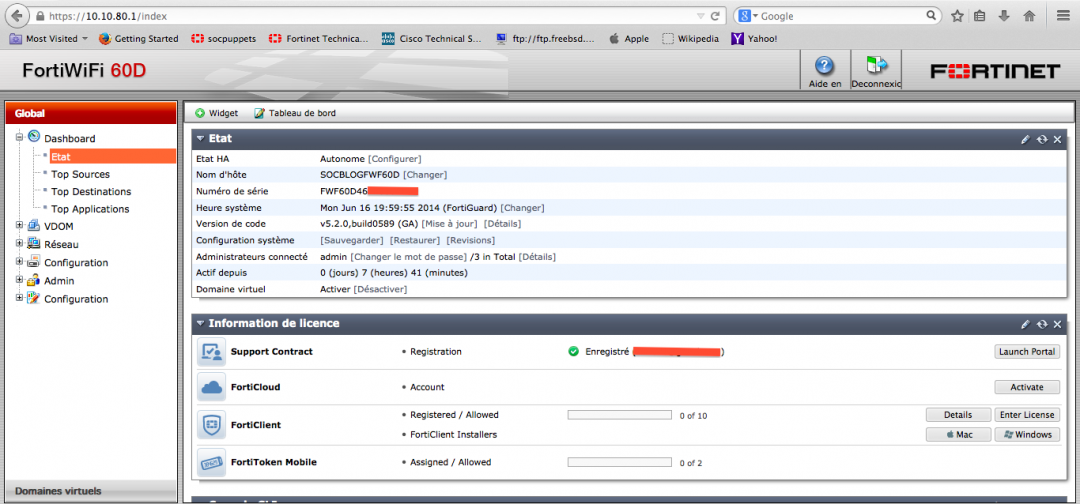 https://10.10.80.1/index
Google
Most Visited
Getting Started
socpuppets
Fortinet Technica...
Cisco Technical S...
ftp://ftp.freebsd....
Apple
Wikipedia
Yahoo!
FortiWiFi 60D
Aide en
Deconnexic
FORTINET
Global
Widget
Tableau de bord
Dashboard
Etat
Top Sources
Top Destinations
Top Applications
VDOM
Réseau
Configuration
Admin
Configuration
Domaines virtuels
Etat
Etat HA Autonome [Configurer]
Nom d'hôte SOCBLOGFWF60D [Changer]
Numéro de série FWF60D46
Heure système Mon Jun 16 19:59:55 2014 (FortiGuard) [Changer]
Version de code v5.2.0,build0589 (GA) [Mise à jour] [Détails]
Configuration système [Sauvegarder] [Restaurer] [Revisions]
Administrateurs connecté admin [Changer le mot de passe] /3 in Total [Détails]
Actif depuis 0 (jours) 7 (heures) 41 (minutes)
Domaine virtuel Activer [Désactiver]
Information de licence
Support Contract • Registration Enregistré ( ) Launch Portal
FortiCloud • Account Activate
FortiClient • Registered / Allowed 0 of 10 Details Enter License
• FortiClient Installers Mac Windows
FortiToken Mobile • Assigned / Allowed 0 of 2